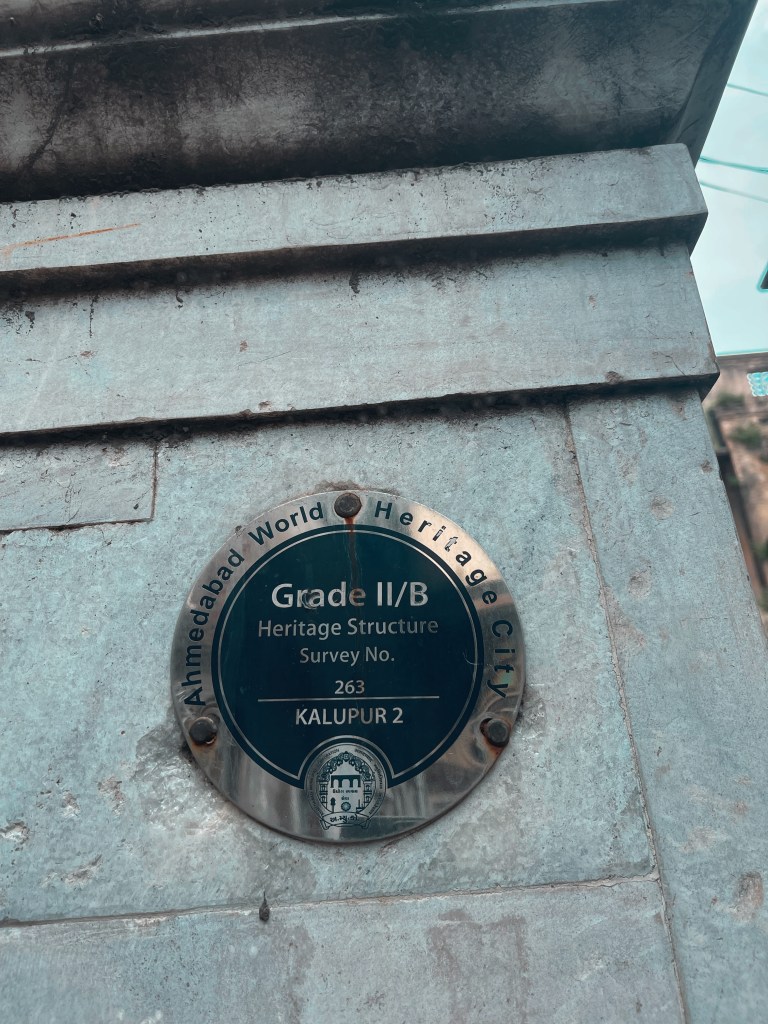 Ahmedabad World Heritage City
Grade II/B
Heritage Structure
Survey No.
263
KALUPUR 2